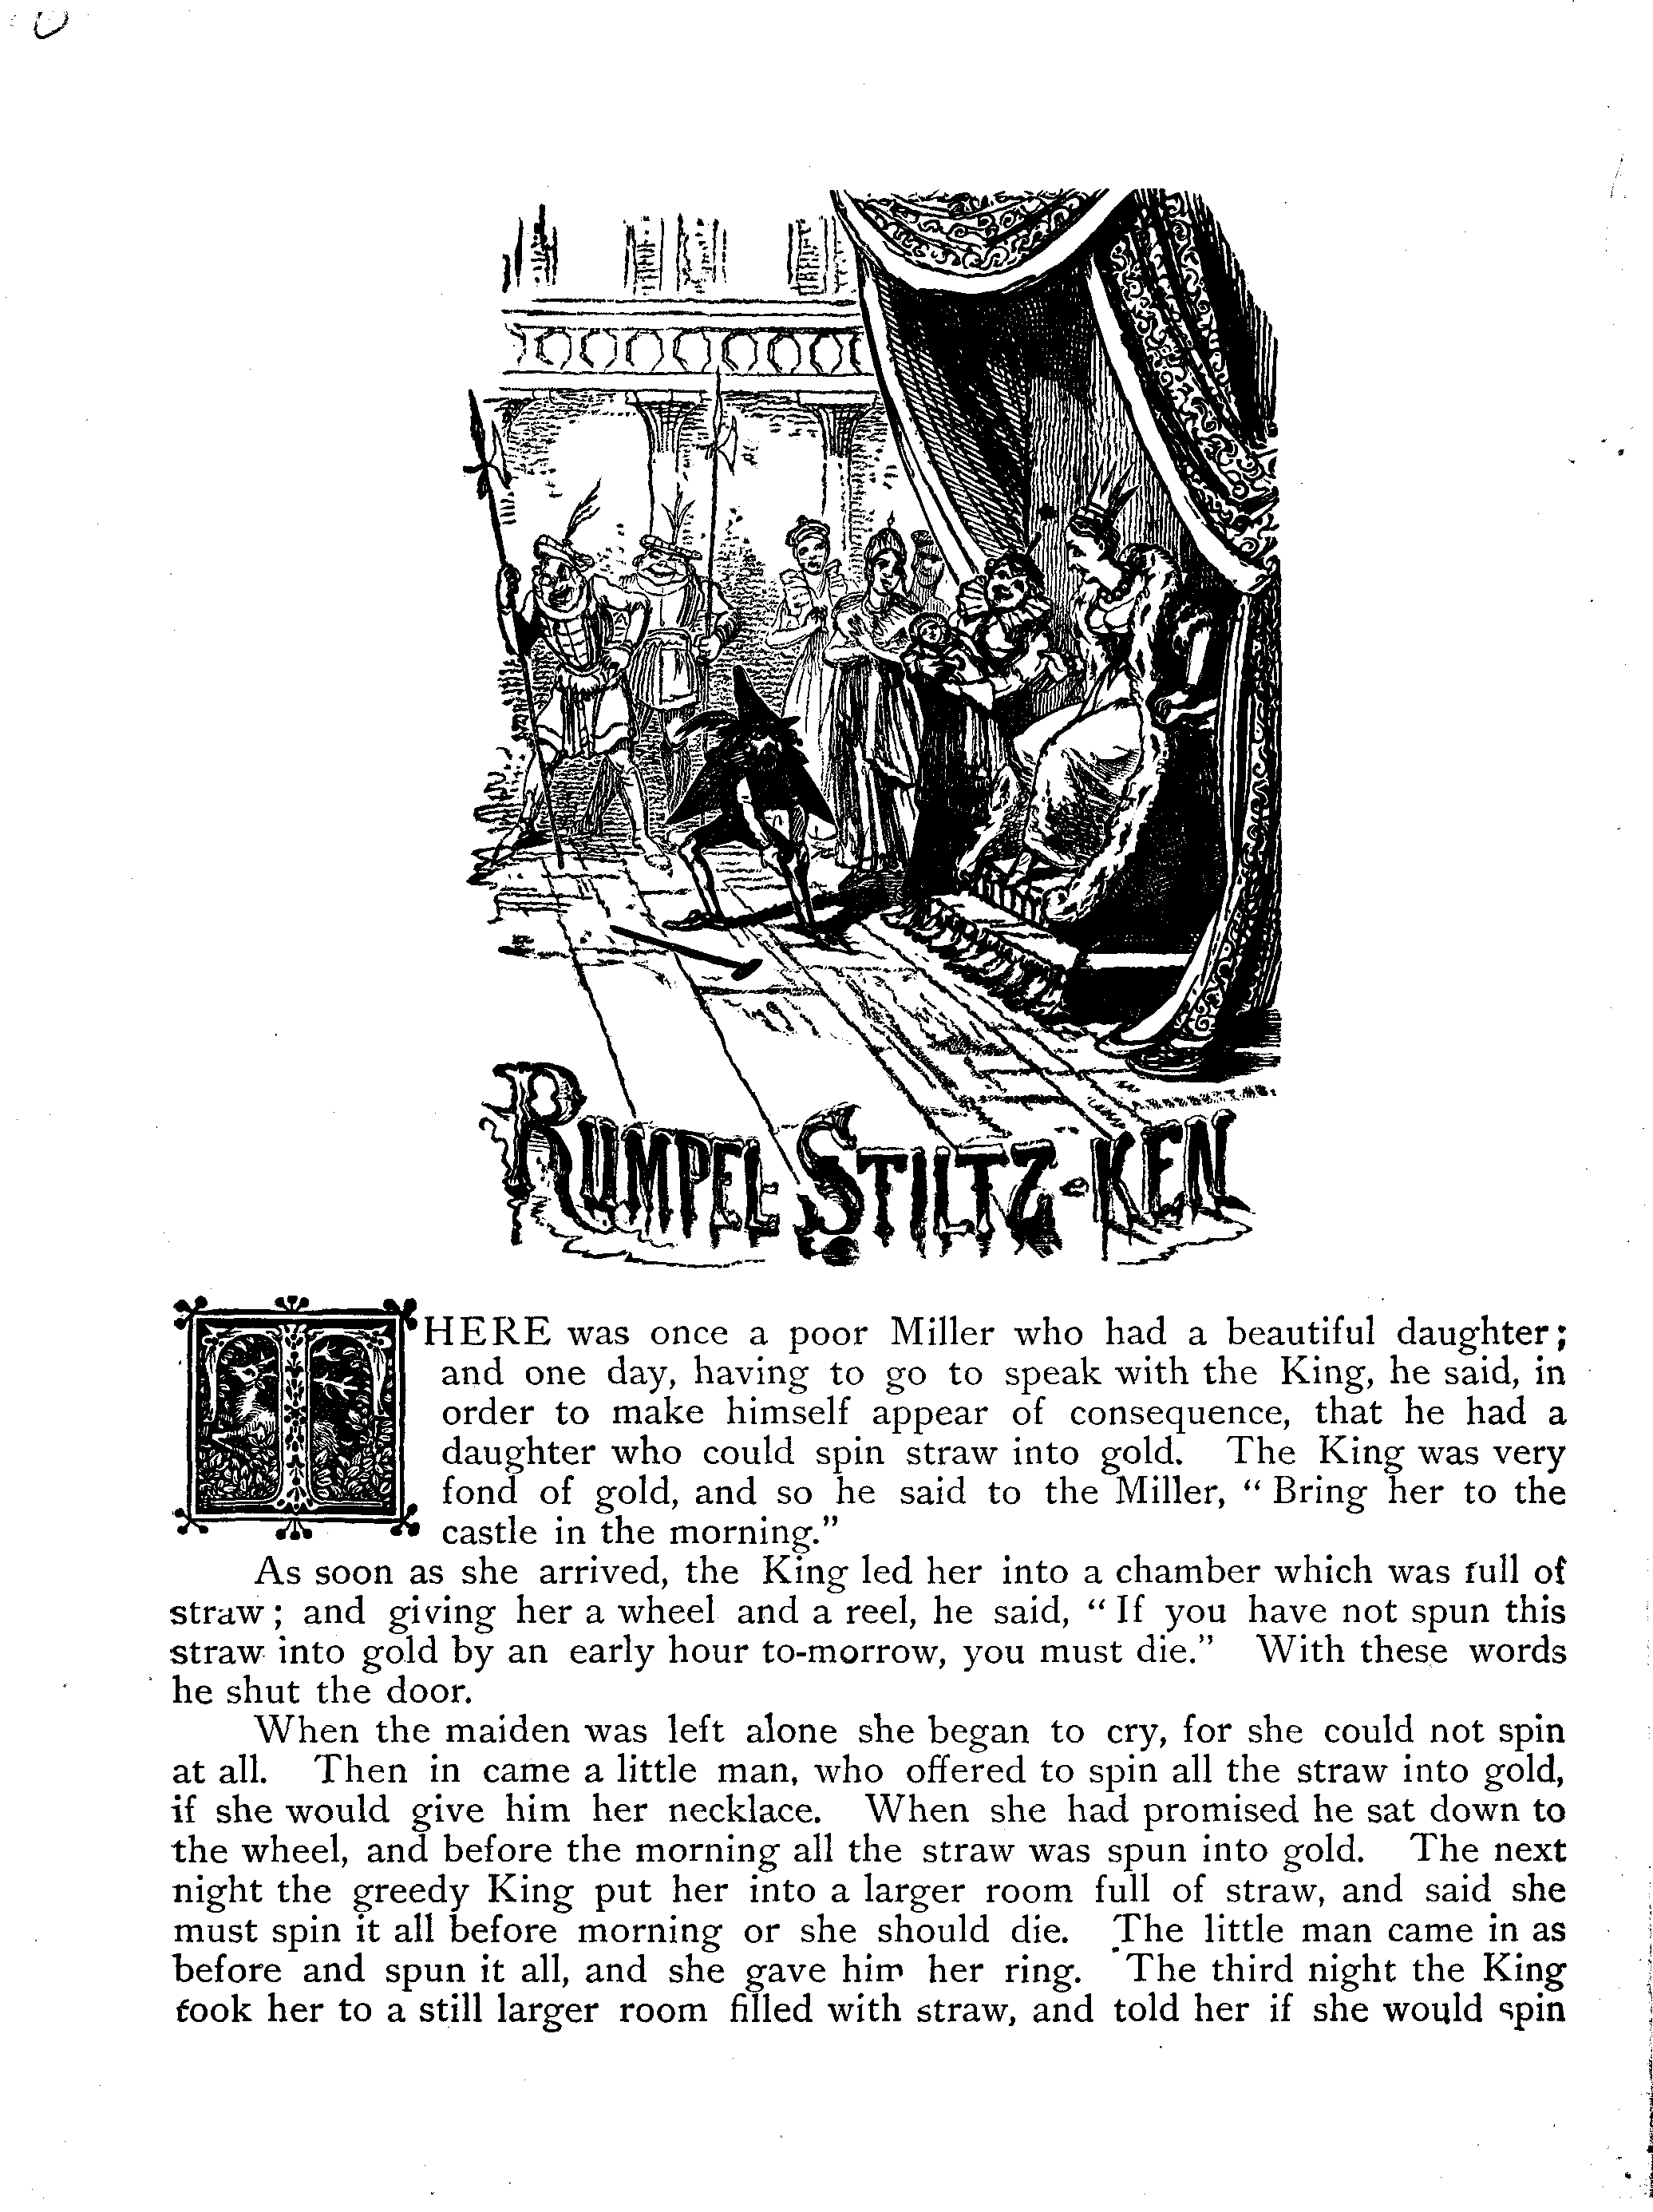 RUMPEL-STILTZ-KEN
THERE was once a poor Miller who had a beautiful daughter;
and one day, having to go to speak with the King, he said, in
order to make himself appear of consequence, that he had a
daughter who could spin straw into gold. The King was very
fond of gold, and so he said to the Miller, “ Bring her to the
castle in the morning.”
As soon as she arrived, the King led her into a chamber which was full of
straw; and giving her a wheel and a reel, he said, “ If you have not spun this
straw into gold by an early hour to-morrow, you must die.” With these words
he shut the door.
When the maiden was left alone she began to cry, for she could not spin
at all. Then in came a little man, who offered to spin all the straw into gold,
if she would give him her necklace. When she had promised he sat down to
the wheel, and before the morning all the straw was spun into gold. The next
night the greedy King put her into a larger room full of straw, and said she
must spin it all before morning or she should die. The little man came in as
before and spun it all, and she gave him her ring. The third night the King
took her to a still larger room filled with straw, and told her if she would spin